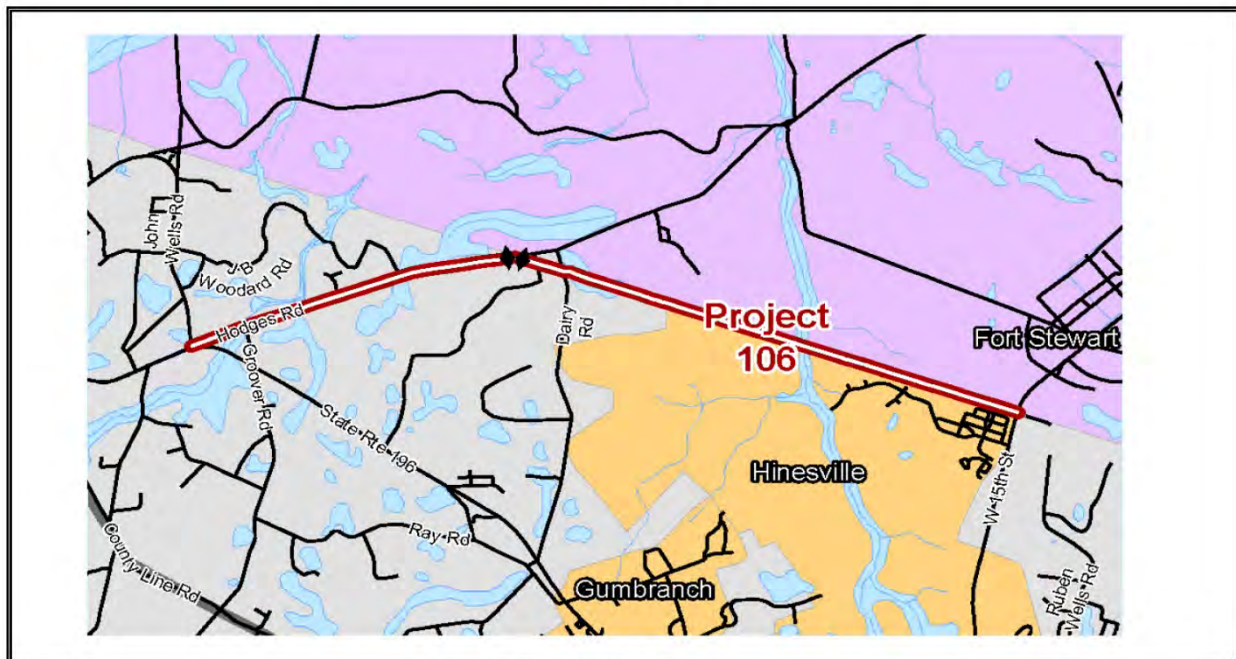 John
Wells Rd
J B
Woodard Rd
Hodges Rd
Groover Rd
Dairy
Rd
Project
106
Fort Stewart
State Rte 196
Hinesville
W 15th St
Ray Rd
County Line Rd
Gumbranch
Ruben
Wells Rd